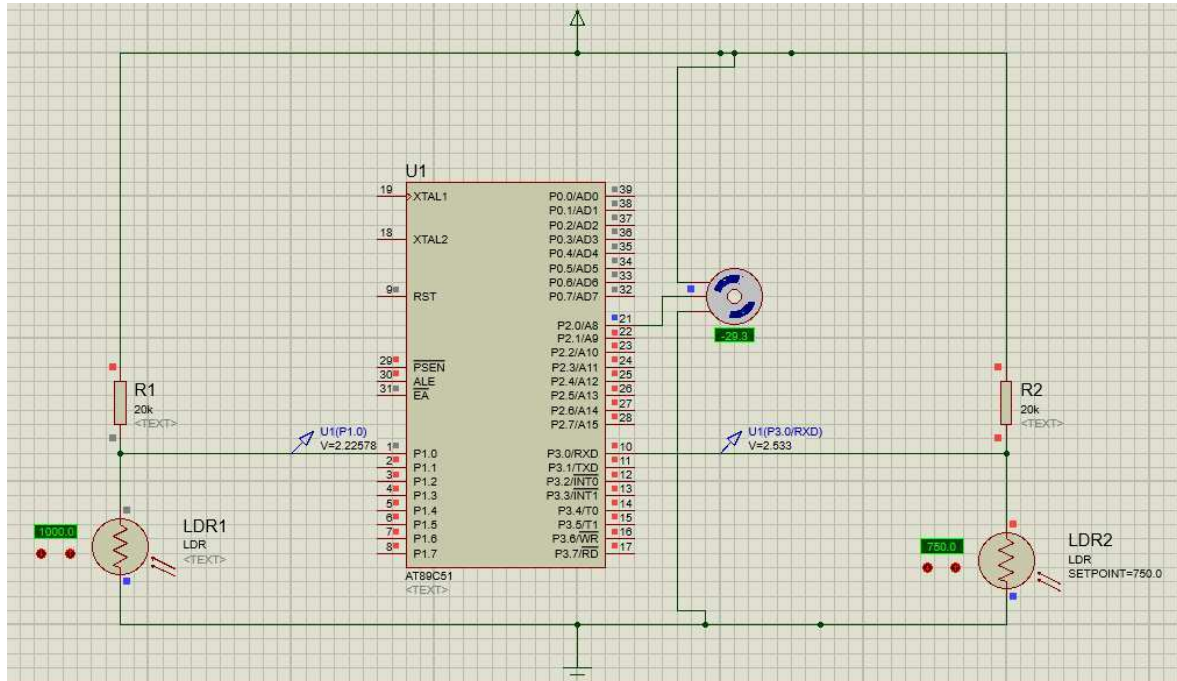 U1
19
XTAL1
18
XTAL2
9
RST
29
PSEN
30
ALE
31
EA
1
P1.0
2
P1.1
3
P1.2
4
P1.3
5
P1.4
6
P1.5
7
P1.6
8
P1.7
P0.0/AD0
39
P0.1/AD1
38
P0.2/AD2
37
P0.3/AD3
36
P0.4/AD4
35
P0.5/AD5
34
P0.6/AD6
33
P0.7/AD7
32
P2.0/A8
21
P2.1/A9
22
P2.2/A10
23
P2.3/A11
24
P2.4/A12
25
P2.5/A13
26
P2.6/A14
27
P2.7/A15
28
P3.0/RXD
10
P3.1/TXD
11
P3.2/INT0
12
P3.3/INT1
13
P3.4/T0
14
P3.5/T1
15
P3.6/WR
16
P3.7/RD
17
AT89C51
<TEXT>
R1
20k
<TEXT>
U1(P1.0)
V=2.22578
1000.0
LDR1
LDR
<TEXT>
-29.3
R2
20k
<TEXT>
U1(P3.0/RXD)
V=2.533
750.0
LDR2
LDR
SETPOINT=750.0